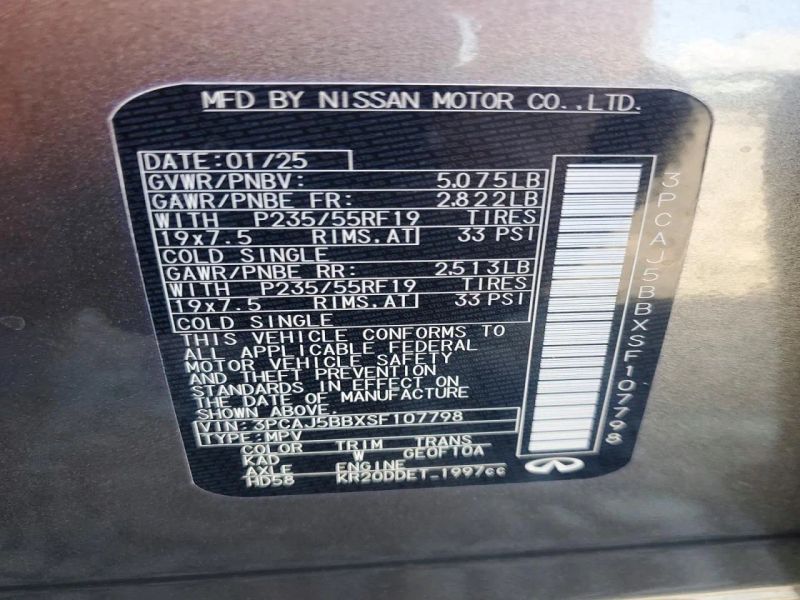 MFD BY NISSAN MOTOR CO.,LTD.
DATE:01/25
GVWR/PNBV: 5,075LB
GAWR/PNBE FR: 2,822LB
WITH P235/55RF19 TIRES
19x7.5 RIMS.AT 33 PSI
COLD SINGLE
GAWR/PNBE RR: 2,513LB
WITH P235/55RF19 TIRES
19x7.5 RIMS.AT 33 PSI
COLD SINGLE
THIS VEHICLE CONFORMS TO
ALL APPLICABLE FEDERAL
MOTOR VEHICLE SAFETY
AND THEFT PREVENTION
STANDARDS IN EFFECT ON
THE DATE OF MANUFACTURE
SHOWN ABOVE.
VIN: 3PCAJ5BBXSF107798
TYPE:MPV
COLOR TRIM TRANS
KAD W GE0F10A
AXLE ENGINE
HD58 KR20DDET-1997cc
3PCAJ5BBXSF107798